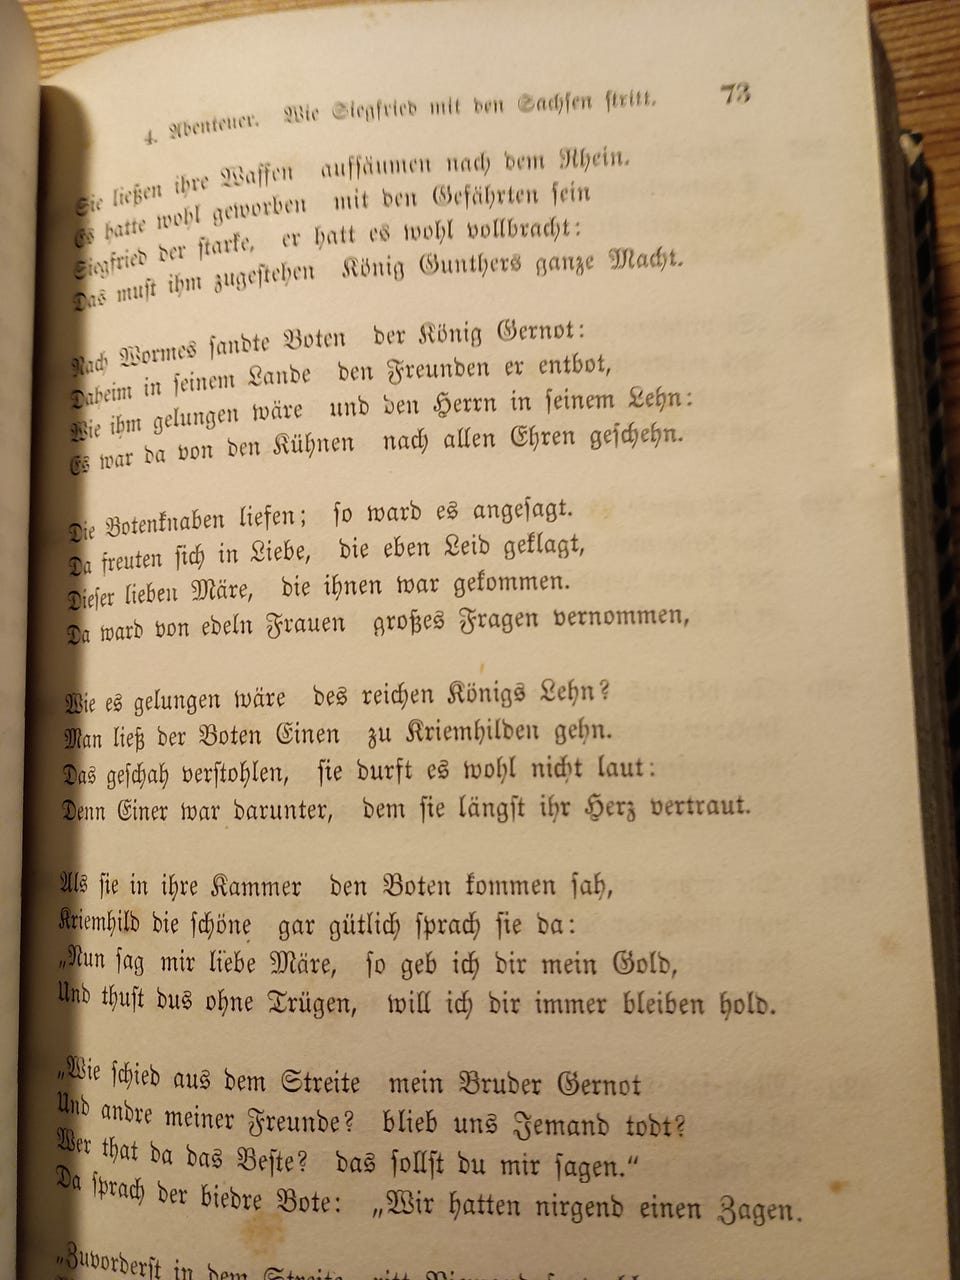 4. Abenteuer. Wie Siegfried mit den Sachsen stritt. 73
Sie ließen ihre Waffen aufsäumen nach dem Rhein.
Es hatte wohl geworben mit den Gefährten sein
Siegfried der starke, er hatt es wohl vollbracht:
Das must ihm zugestehen König Gunthers ganze Macht.
Nach Wormes sandte Boten der König Gernot:
Daheim in seinem Lande den Freunden er entbot,
Wie ihm gelungen wäre und den Herrn in seinem Lehn:
Es war da von den Kühnen nach allen Ehren geschehn.
Die Botenknaben liefen; so ward es angesagt.
Da freuten sich in Liebe, die eben Leid geklagt,
Dieser lieben Märe, die ihnen war gekommen.
Da ward von edeln Frauen großes Fragen vernommen,
Wie es gelungen wäre des reichen Königs Lehn?
Man ließ der Boten Einen zu Kriemhilden gehn.
Das geschah verstohlen, sie durft es wohl nicht laut:
Denn Einer war darunter, dem sie längst ihr Herz vertraut.
Als sie in ihre Kammer den Boten kommen sah,
Kriemhild die schöne gar gütlich sprach sie da:
„Nun sag mir liebe Märe, so geb ich dir mein Gold,
Und thust dus ohne Trügen, will ich dir immer bleiben hold.
„Wie schied aus dem Streite mein Bruder Gernot
Und andre meiner Freunde? blieb uns Jemand todt?
Wer that da das Beste? das sollst du mir sagen.“
Da sprach der biedre Bote: „Wir hatten nirgend einen Zagen.
„Zuvorderst in dem Streite ritt Niemand